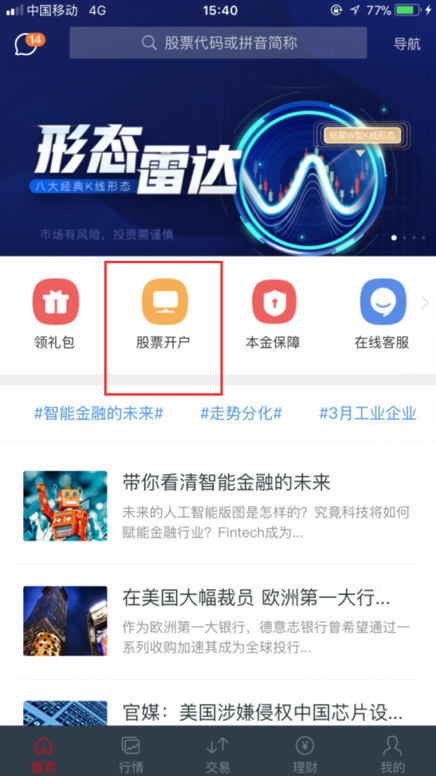 中国移动 4G 15:40 77%
14 股票代码或拼音简称 导航
形态雷达
短期W型K线形态
八大经典K线形态
市场有风险，投资需谨慎
领礼包 股票开户 本金保障 在线客服
#智能金融的未来# #走势分化# #3月工业企业
带你看清智能金融的未来
未来的人工智能版图是怎样的？究竟科技将如何
赋能金融行业？Fintech成为...
在美国大幅裁员 欧洲第一大行...
作为欧洲第一大银行，德意志银行曾希望通过一
系列收购加速其成为全球投行...
官媒：美国涉嫌侵权中国芯片设...
首页 行情 交易 理财 我的